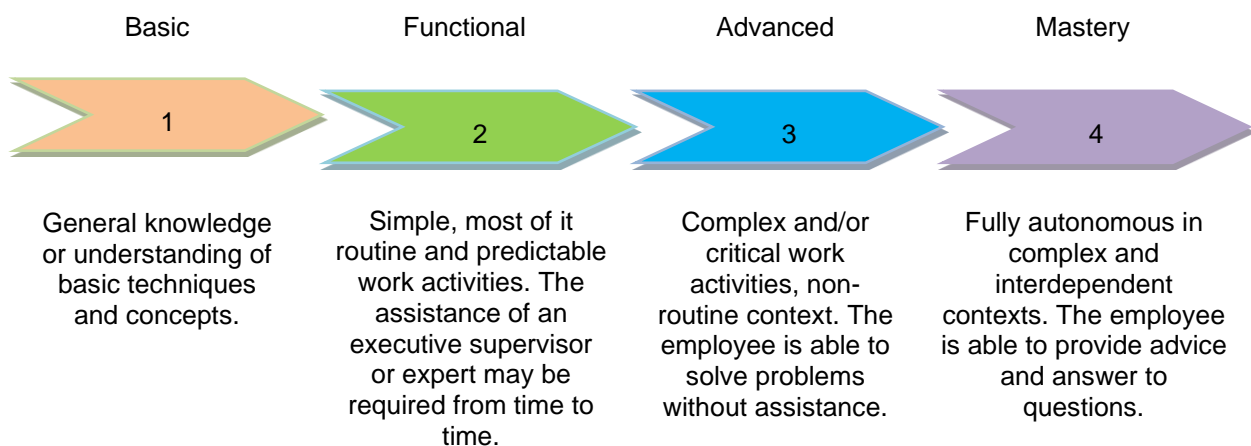 Basic
Functional
Advanced
Mastery
1
2
3
4
General knowledge
or understanding of
basic techniques
and concepts.
Simple, most of it
routine and predictable
work activities. The
assistance of an
executive supervisor
or expert may be
required from time to
time.
Complex and/or
critical work
activities, non-
routine context. The
employee is able to
solve problems
without assistance.
Fully autonomous in
complex and
interdependent
contexts. The employee
is able to provide advice
and answer to
questions.